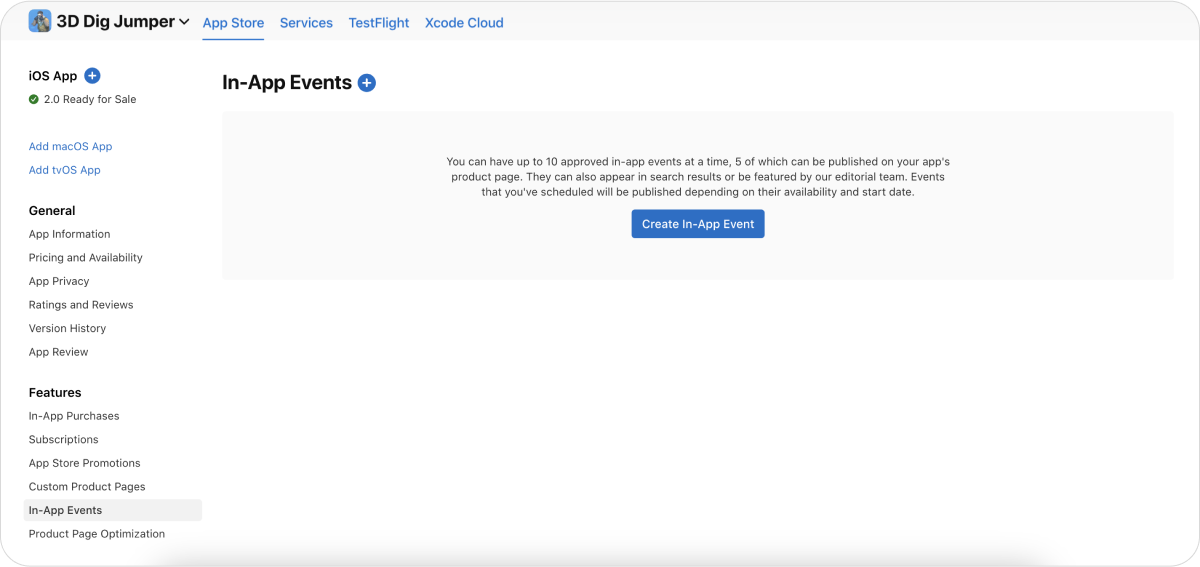 3D Dig Jumper App Store Services TestFlight Xcode Cloud
iOS App
2.0 Ready for Sale
Add macOS App
Add tvOS App
General
App Information
Pricing and Availability
App Privacy
Ratings and Reviews
Version History
App Review
Features
In-App Purchases
Subscriptions
App Store Promotions
Custom Product Pages
In-App Events
Product Page Optimization
In-App Events
You can have up to 10 approved in-app events at a time, 5 of which can be published on your app's
product page. They can also appear in search results or be featured by our editorial team. Events
that you've scheduled will be published depending on their availability and start date.
Create In-App Event